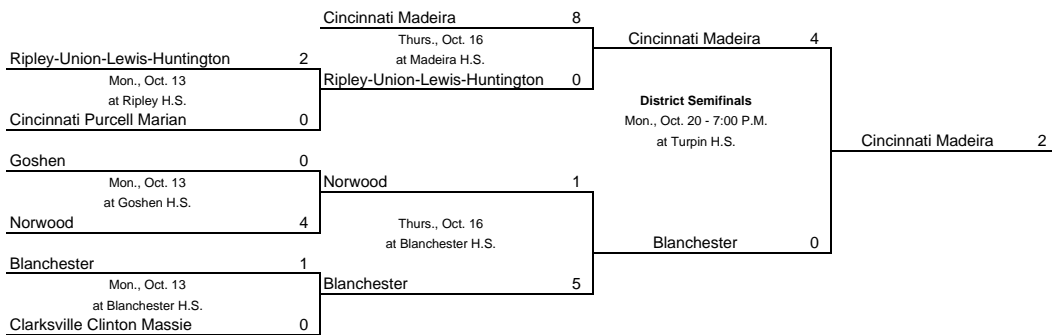 Cincinnati Madeira 8
Thurs., Oct. 16
at Madeira H.S.
Cincinnati Madeira 4
Ripley-Union-Lewis-Huntington 2
Mon., Oct. 13
at Ripley H.S.
Ripley-Union-Lewis-Huntington 0
Cincinnati Purcell Marian 0
District Semifinals
Mon., Oct. 20 - 7:00 P.M.
at Turpin H.S.
Cincinnati Madeira 2
Goshen 0
Mon., Oct. 13
at Goshen H.S.
Norwood 1
Norwood 4
Thurs., Oct. 16
at Blanchester H.S.
Blanchester 0
Blanchester 1
Mon., Oct. 13
at Blanchester H.S.
Blanchester 5
Clarksville Clinton Massie 0